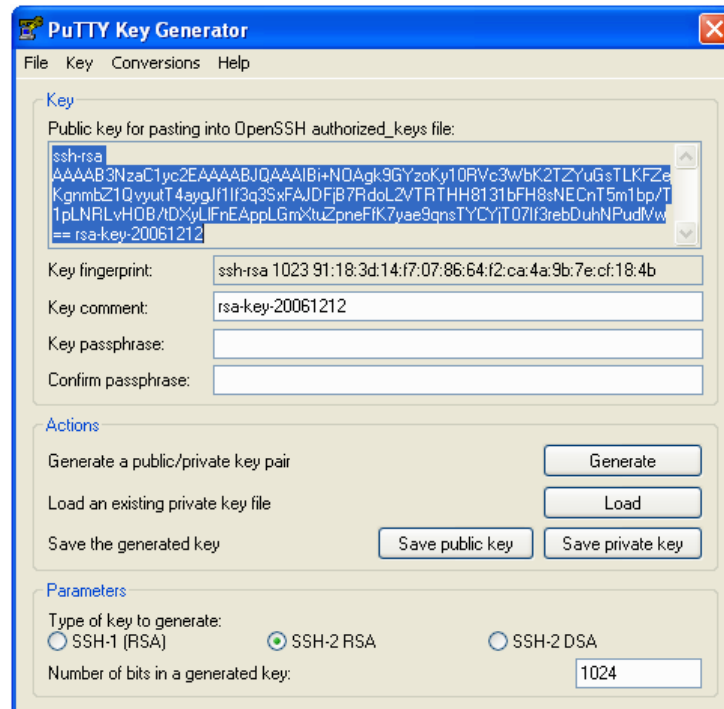 PuTTY Key Generator
File Key Conversions Help
Key
Public key for pasting into OpenSSH authorized_keys file:
ssh-rsa
AAAAB3NzaC1yc2EAAAABJQAAAIBi+NOAgk9GYzoKy10RVc3WbK2TZYuGsTLKFZe
KgnmbZ1QvyutT4aygJf1If3q3SxFAJDFjB7RdoL2VTRTHH8131bFH8sNECnT5m1bp/T
1pLNRLvHOB/tDXyLlFnEAppLGmXtuZpneFfK7yae9qnsTYCYjT07If3rebDuhNPudlVw
== rsa-key-20061212
Key fingerprint: ssh-rsa 1023 91:18:3d:14:f7:07:86:64:f2:ca:4a:9b:7e:cf:18:4b
Key comment: rsa-key-20061212
Key passphrase:
Confirm passphrase:
Actions
Generate a public/private key pair Generate
Load an existing private key file Load
Save the generated key Save public key Save private key
Parameters
Type of key to generate:
SSH-1 (RSA) SSH-2 RSA SSH-2 DSA
Number of bits in a generated key: 1024